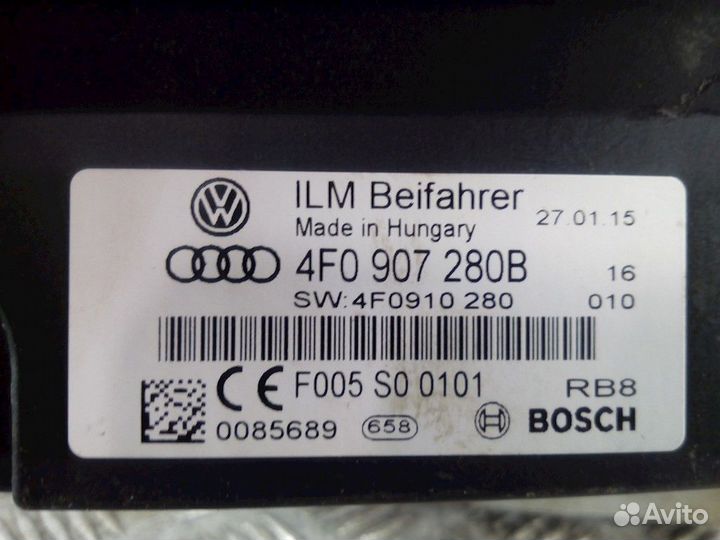 ILM Beifahrer
Made in Hungary
27.01.15
4F0 907 280B
16
SW:4F0910 280
010
CE F005 S0 0101
RB8
0085689
658
BOSCH
Avito